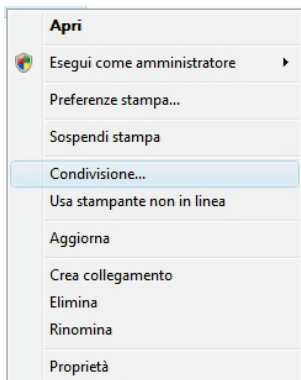 Apri
Esegui come amministratore
Preferenze stampa...
Sospendi stampa
Condivisione...
Usa stampante non in linea
Aggiorna
Crea collegamento
Elimina
Rinomina
Proprietà